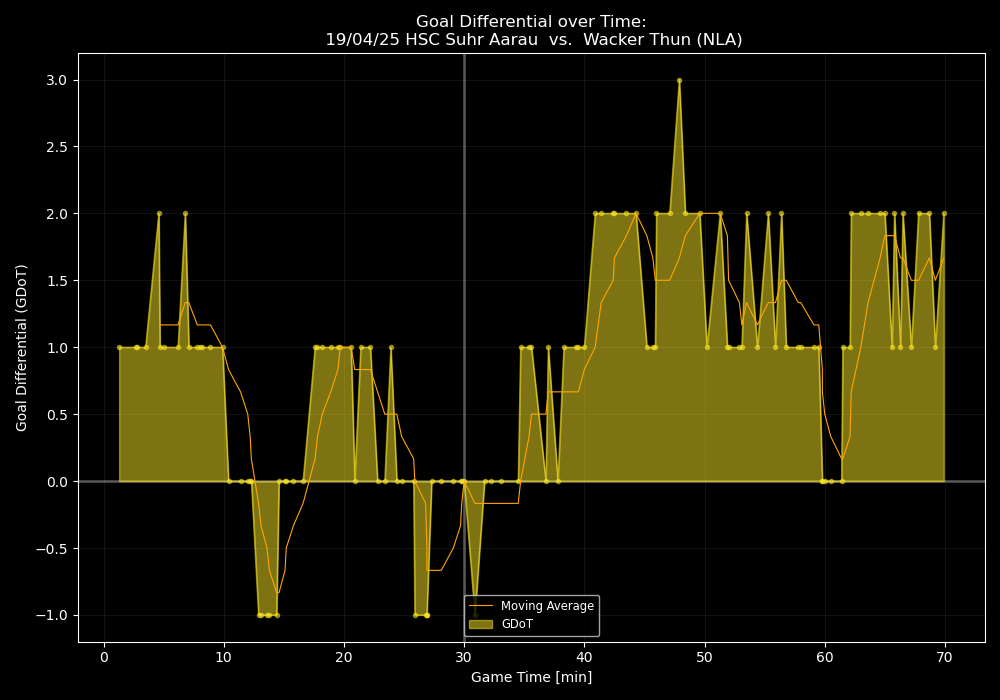 Goal Differential over Time:
19/04/25 HSC Suhr Aarau  vs.  Wacker Thun (NLA)
Goal Differential (GDoT)
3.0
2.5
2.0
1.5
1.0
0.5
0.0
−0.5
−1.0
Moving Average
GDoT
0 10 20 30 40 50 60 70
Game Time [min]